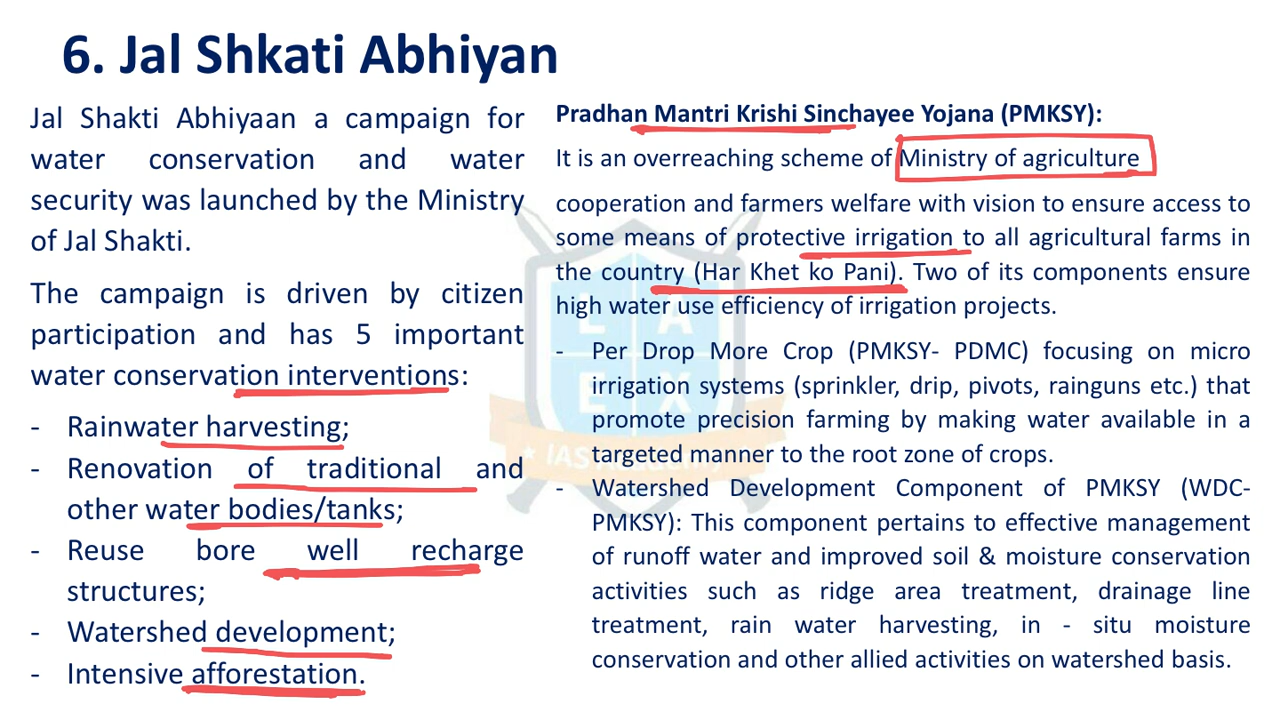 6. Jal Shkati Abhiyan
Jal Shakti Abhiyaan a campaign for
water conservation and water
security was launched by the Ministry
of Jal Shakti.
The campaign is driven by citizen
participation and has 5 important
water conservation interventions:
- Rainwater harvesting;
- Renovation of traditional and
other water bodies/tanks;
- Reuse bore well recharge
structures;
- Watershed development;
- Intensive afforestation.
Pradhan Mantri Krishi Sinchayee Yojana (PMKSY):
It is an overreaching scheme of Ministry of agriculture
cooperation and farmers welfare with vision to ensure access to
some means of protective irrigation to all agricultural farms in
the country (Har Khet ko Pani). Two of its components ensure
high water use efficiency of irrigation projects.
- Per Drop More Crop (PMKSY- PDMC) focusing on micro
irrigation systems (sprinkler, drip, pivots, rainguns etc.) that
promote precision farming by making water available in a
targeted manner to the root zone of crops.
- Watershed Development Component of PMKSY (WDC-
PMKSY): This component pertains to effective management
of runoff water and improved soil & moisture conservation
activities such as ridge area treatment, drainage line
treatment, rain water harvesting, in - situ moisture
conservation and other allied activities on watershed basis.
L A
E X
IAS Academy